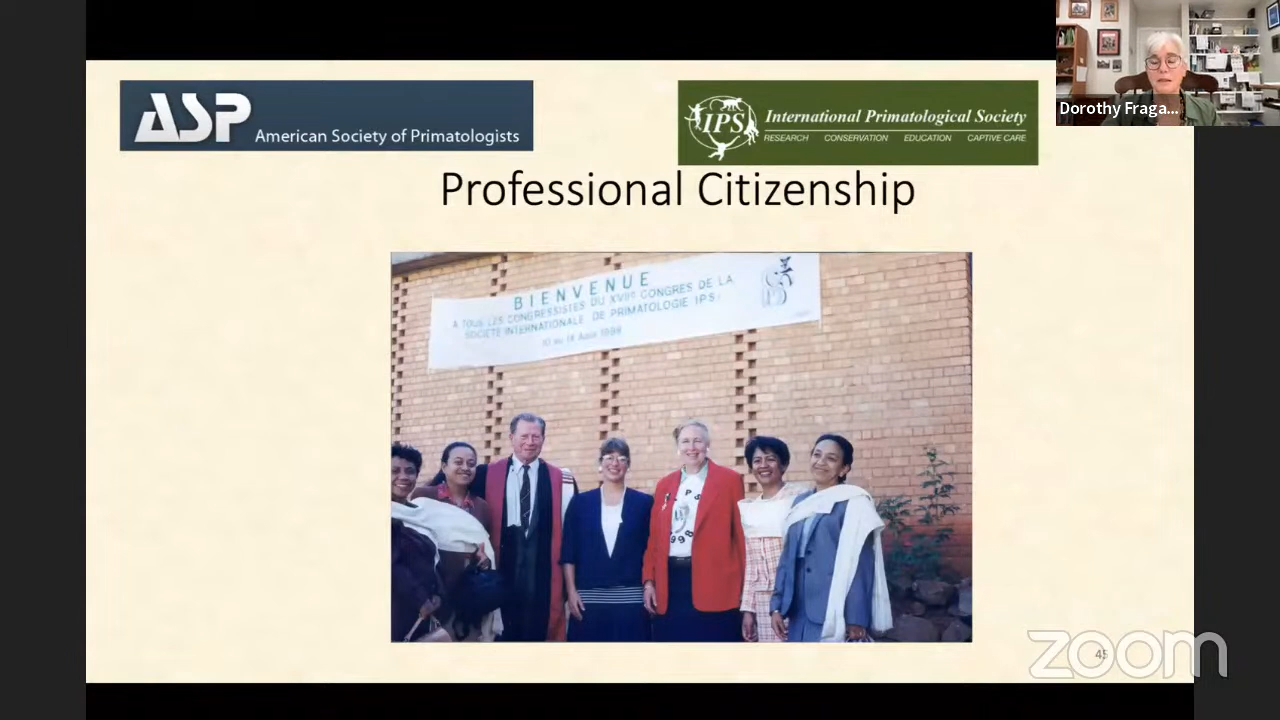 ASP American Society of Primatologists
IPS International Primatological Society
RESEARCH CONSERVATION EDUCATION CAPTIVE CARE
Dorothy Fraga...
Professional Citizenship
BIENVENUE
A TOUS LES CONGRESSISTES DU XVIIe CONGRES DE LA
SOCIETE INTERNATIONALE DE PRIMATOLOGIE IPS
10 au 14 Août 1998
1998
zoom
45